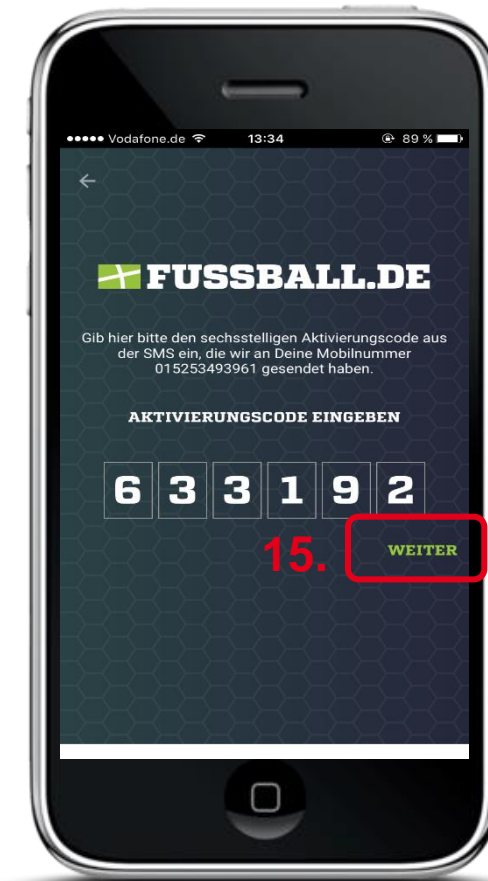 Vodafone.de 13:34 89 %
FUSSBALL.DE
Gib hier bitte den sechsstelligen Aktivierungscode aus
der SMS ein, die wir an Deine Mobilnummer
015253493961 gesendet haben.
AKTIVIERUNGSCODE EINGEBEN
6 3 3 1 9 2
15. WEITER